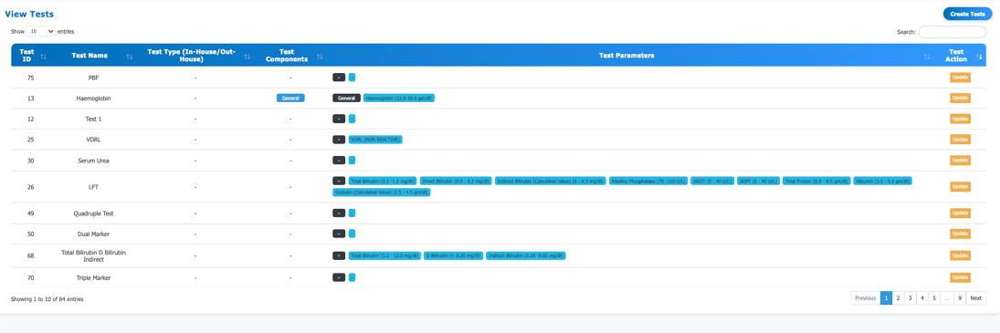 View Tests
Create Tests
Show 10 entries
Search:
Test ID
Test Name
Test Type (In-House/Out-House)
Test Components
Test Parameters
Test Action
75 PBF - - - - Update
13 Haemoglobin - General General Haemoglobin (12.0-18.0 gm/dl) Update
12 Test 1 - - - - Update
25 VDRL - - - VDRL (NON REACTIVE) Update
30 Serum Urea - - - - Update
26 LFT - - - Total Bilirubin (0.1 -1.2 mg/dl) Direct Bilirubin (0.0 - 0.3 mg/dl) Indirect Bilirubin (Calculated Value) (0 - 0.9 mg/dl) Alkaline Phosphatase (70 -120 U/L) SGOT (0 - 40 U/L) SGPT (0 - 40 U/L) Total Protein (6.0 - 8.5 gm/dl) Albumin (3.5 - 5.2 gm/dl) Update
Globulin (Calculated Value) (2.5 - 4.5 gm/dl)
49 Quadruple Test - - - - Update
50 Dual Marker - - - - Update
68 Total Bilirubin D Bilirubin Indirect - - - Total Bilirubin (1.2 - 12.0 mg/dl) D Bilirubin (< 0.20 mg/dl) Indirect Bilirubin (0.20 -0.80 mg/dl) Update
70 Triple Marker - - - - Update
Showing 1 to 10 of 84 entries
Previous 1 2 3 4 5 ... 9 Next